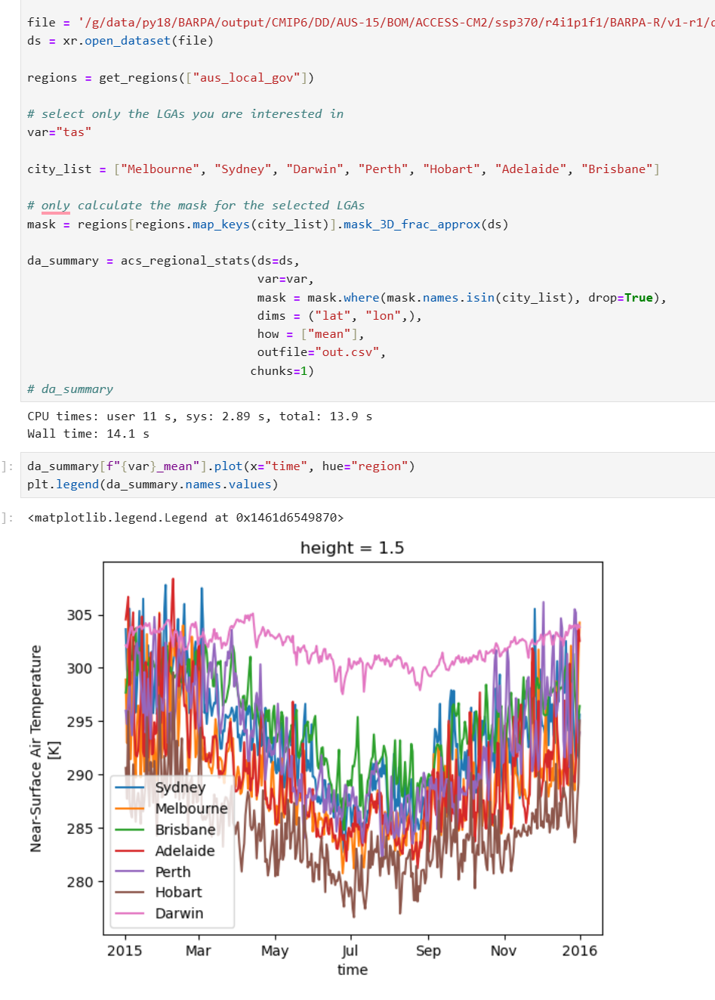 file = '/g/data/py18/BARPA/output/CMIP6/DD/AUS-15/BOM/ACCESS-CM2/ssp370/r4i1p1f1/BARPA-R/v1-r1/
ds = xr.open_dataset(file)
regions = get_regions(["aus_local_gov"])
# select only the LGAs you are interested in
var="tas"
city_list = ["Melbourne", "Sydney", "Darwin", "Perth", "Hobart", "Adelaide", "Brisbane"]
# only calculate the mask for the selected LGAs
mask = regions[regions.map_keys(city_list)].mask_3D_frac_approx(ds)
da_summary = acs_regional_stats(ds=ds,
var=var,
mask = mask.where(mask.names.isin(city_list), drop=True),
dims = ("lat", "lon",),
how = ["mean"],
outfile="out.csv",
chunks=1)
# da_summary
CPU times: user 11 s, sys: 2.89 s, total: 13.9 s
Wall time: 14.1 s
]: da_summary[f"{var}_mean"].plot(x="time", hue="region")
plt.legend(da_summary.names.values)
]: <matplotlib.legend.Legend at 0x1461d6549870>
height = 1.5
Near-Surface Air Temperature
[K]
305
300
295
290
285
280
Sydney
Melbourne
Brisbane
Adelaide
Perth
Hobart
Darwin
2015 Mar May Jul Sep Nov 2016
time